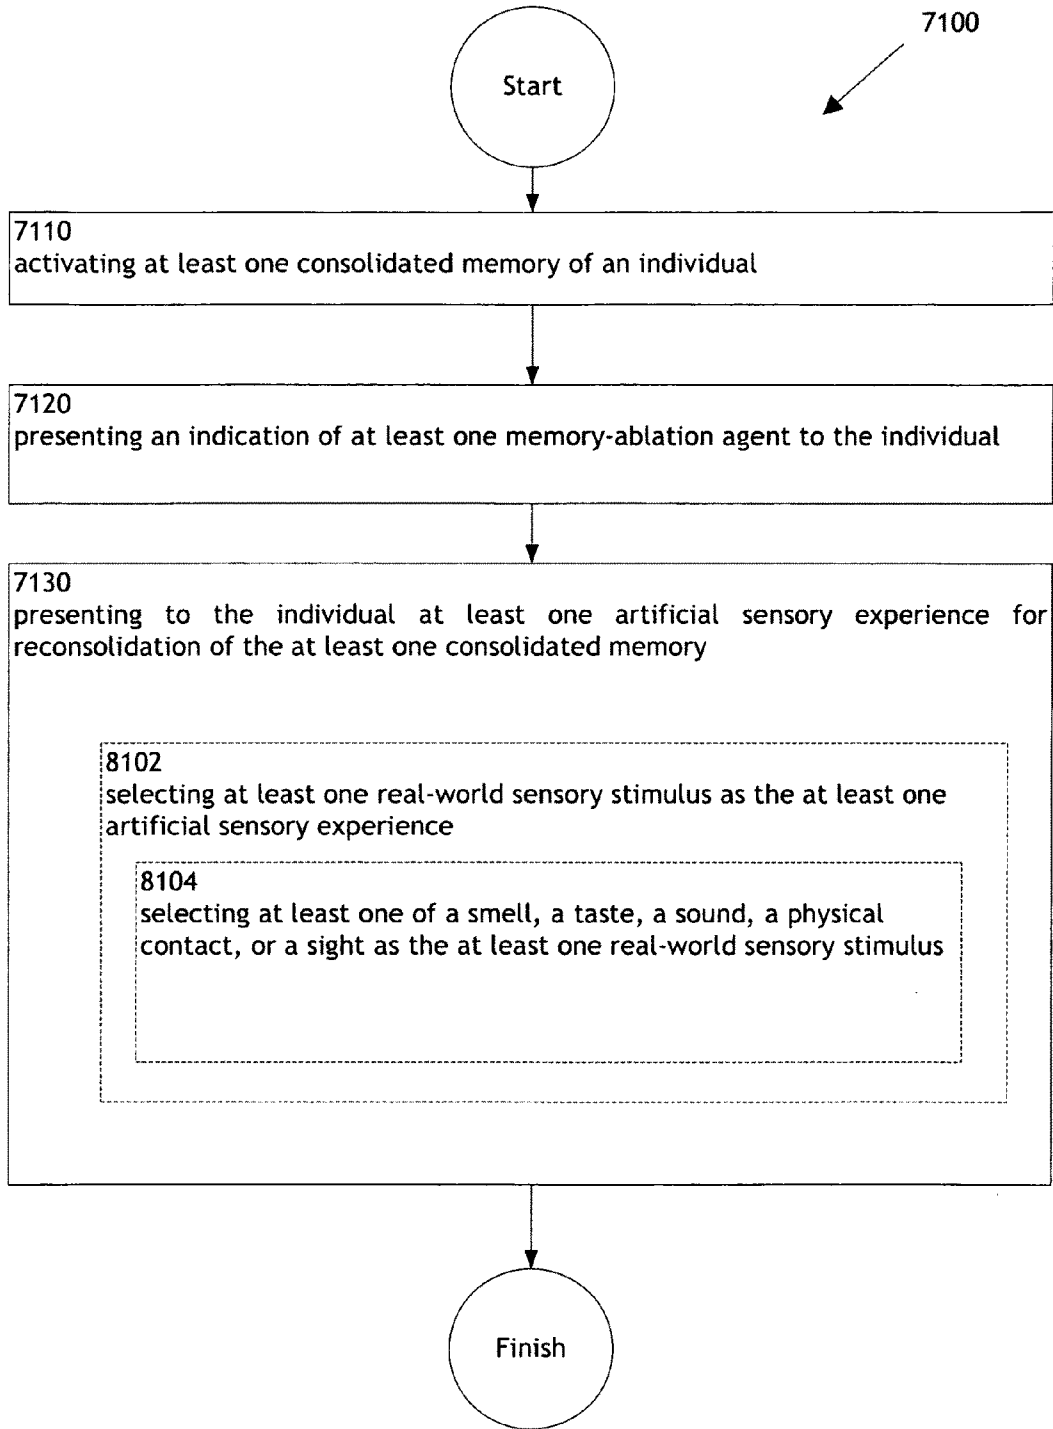 7100
Start
7110
activating at least one consolidated memory of an individual
7120
presenting an indication of at least one memory-ablation agent to the individual
7130
presenting to the individual at least one artificial sensory experience for
reconsolidation of the at least one consolidated memory
8102
selecting at least one real-world sensory stimulus as the at least one
artificial sensory experience
8104
selecting at least one of a smell, a taste, a sound, a physical
contact, or a sight as the at least one real-world sensory stimulus
Finish